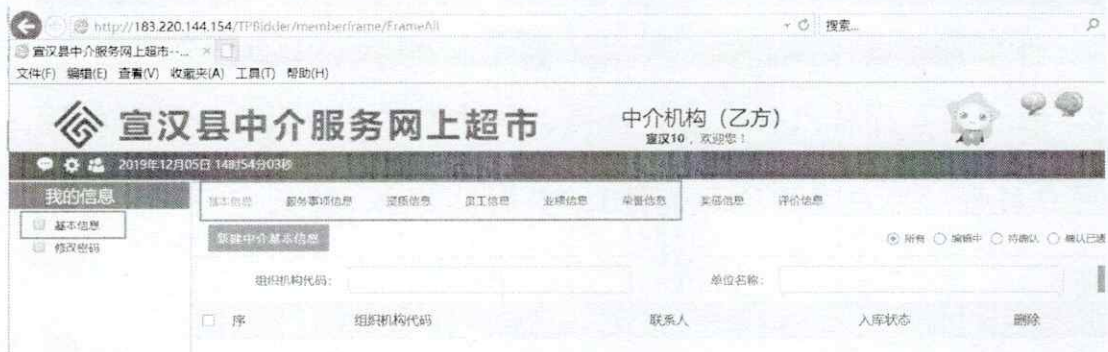 http://183.220.144.154/TPBidder/memberframe/FrameAll
搜索...
宣汉县中介服务网上超市--...
文件(F) 编辑(E) 查看(V) 收藏夹(A) 工具(T) 帮助(H)
宣汉县中介服务网上超市
中介机构（乙方）
宣汉10，欢迎您！
2019年12月05日 14时54分03秒
我的信息
基本信息 服务事项信息 资质信息 员工信息 业绩信息 荣誉信息 奖惩信息 评价信息
基本信息
修改密码
新建中介基本信息
所有 编辑中 待确认 确认已通
组织机构代码：
单位名称：
序 组织机构代码 联系人 入库状态 删除